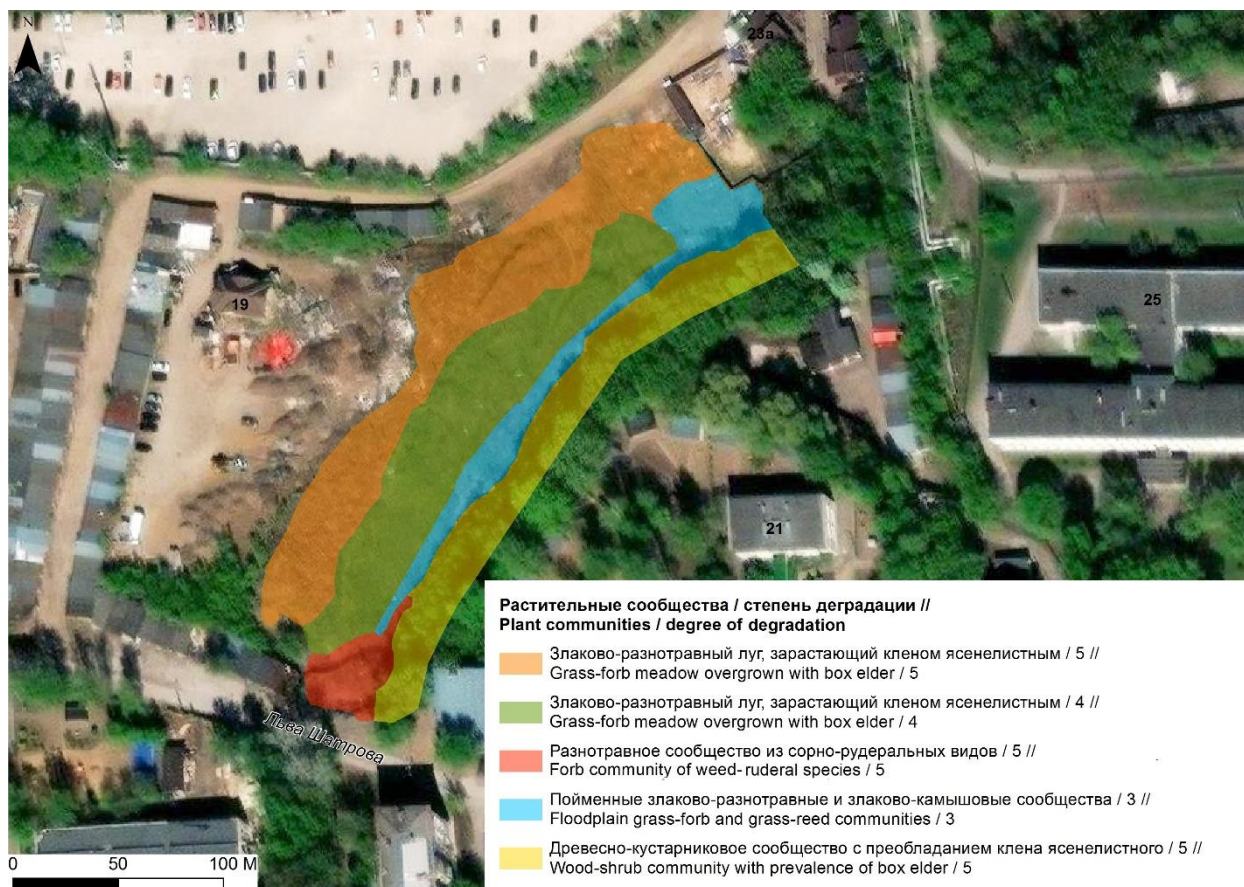 N
23а
19
25
21
Льва Шатрова
Растительные сообщества / степень деградации //
Plant communities / degree of degradation
Злаково-разнотравный луг, зарастающий кленом ясенелистным / 5 //
Grass-forb meadow overgrown with box elder / 5
Злаково-разнотравный луг, зарастающий кленом ясенелистным / 4 //
Grass-forb meadow overgrown with box elder / 4
Разнотравное сообщество из сорно-рудеральных видов / 5 //
Forb community of weed-ruderal species / 5
Пойменные злаково-разнотравные и злаково-камышовые сообщества / 3 //
Floodplain grass-forb and grass-reed communities / 3
Древесно-кустарниковое сообщество с преобладанием клена ясенелистного / 5 //
Wood-shrub community with prevalence of box elder / 5
0 50 100 М